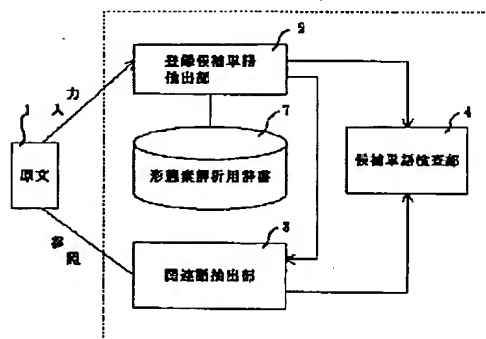 2
登録候補単語
抽出部
入力
1
7
4
原文
形態素解析用辞書
候補単語検査部
参照
3
関連語抽出部